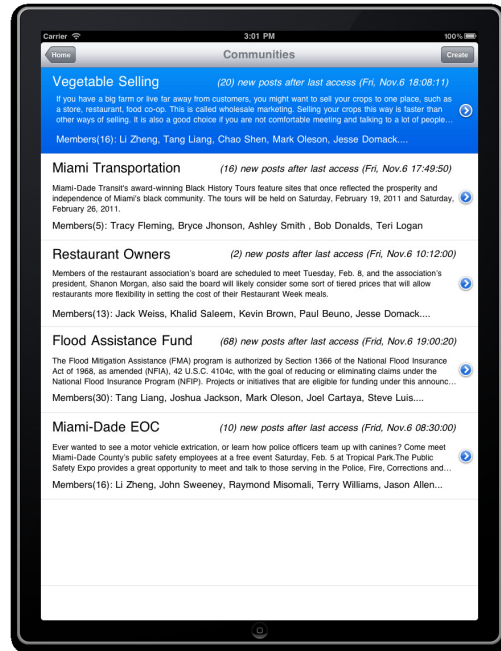 Carrier 3:01 PM 100%
Home Communities Create
Vegetable Selling (20) new posts after last access (Fri, Nov.6 18:08:11)
If you have a big farm or live far away from customers, you might want to sell your crops to one place, such as
a store, restaurant, food co-op. This is called wholesale marketing. Selling your crops this way is faster than
other ways of selling. It is also a good choice if you are not comfortable meeting and talking to a lot of people...
Members(16): Li Zheng, Tang Liang, Chao Shen, Mark Oleson, Jesse Domack....
Miami Transportation (16) new posts after last access (Fri, Nov.6 17:49:50)
Miami-Dade Transit's award-winning Black History Tours feature sites that once reflected the prosperity and
independence of Miami's black community. The tours will be held on Saturday, February 19, 2011 and Saturday,
February 26, 2011.
Members(5): Tracy Fleming, Bryce Jhonson, Ashley Smith , Bob Donalds, Teri Logan
Restaurant Owners (2) new posts after last access (Fri, Nov.6 10:12:00)
Members of the restaurant association's board are scheduled to meet Tuesday, Feb. 8, and the association's
president, Shanon Morgan, also said the board will likely consider some sort of tiered prices that will allow
restaurants more flexibility in setting the cost of their Restaurant Week meals.
Members(13): Jack Weiss, Khalid Saleem, Kevin Brown, Paul Beuno, Jesse Domack....
Flood Assistance Fund (68) new posts after last access (Frid, Nov.6 19:00:20)
The Flood Mitigation Assistance (FMA) program is authorized by Section 1366 of the National Flood Insurance
Act of 1968, as amended (NFIA), 42 U.S.C. 4104c, with the goal of reducing or eliminating claims under the
National Flood Insurance Program (NFIP). Projects or initiatives that are eligible for funding under this announc...
Members(30): Tang Liang, Joshua Jackson, Mark Oleson, Joel Cartaya, Steve Luis....
Miami-Dade EOC (10) new posts after last access (Frid, Nov.6 08:30:00)
Ever wanted to see a motor vehicle extrication, or learn how police officers team up with canines? Come meet
Miami-Dade County's public safety employees at a free event Saturday, Feb. 5 at Tropical Park.The Public
Safety Expo provides a great opportunity to meet and talk to those serving in the Police, Fire, Corrections and...
Members(16): Li Zheng, John Sweeney, Raymond Misomali, Terry Williams, Jason Allen...